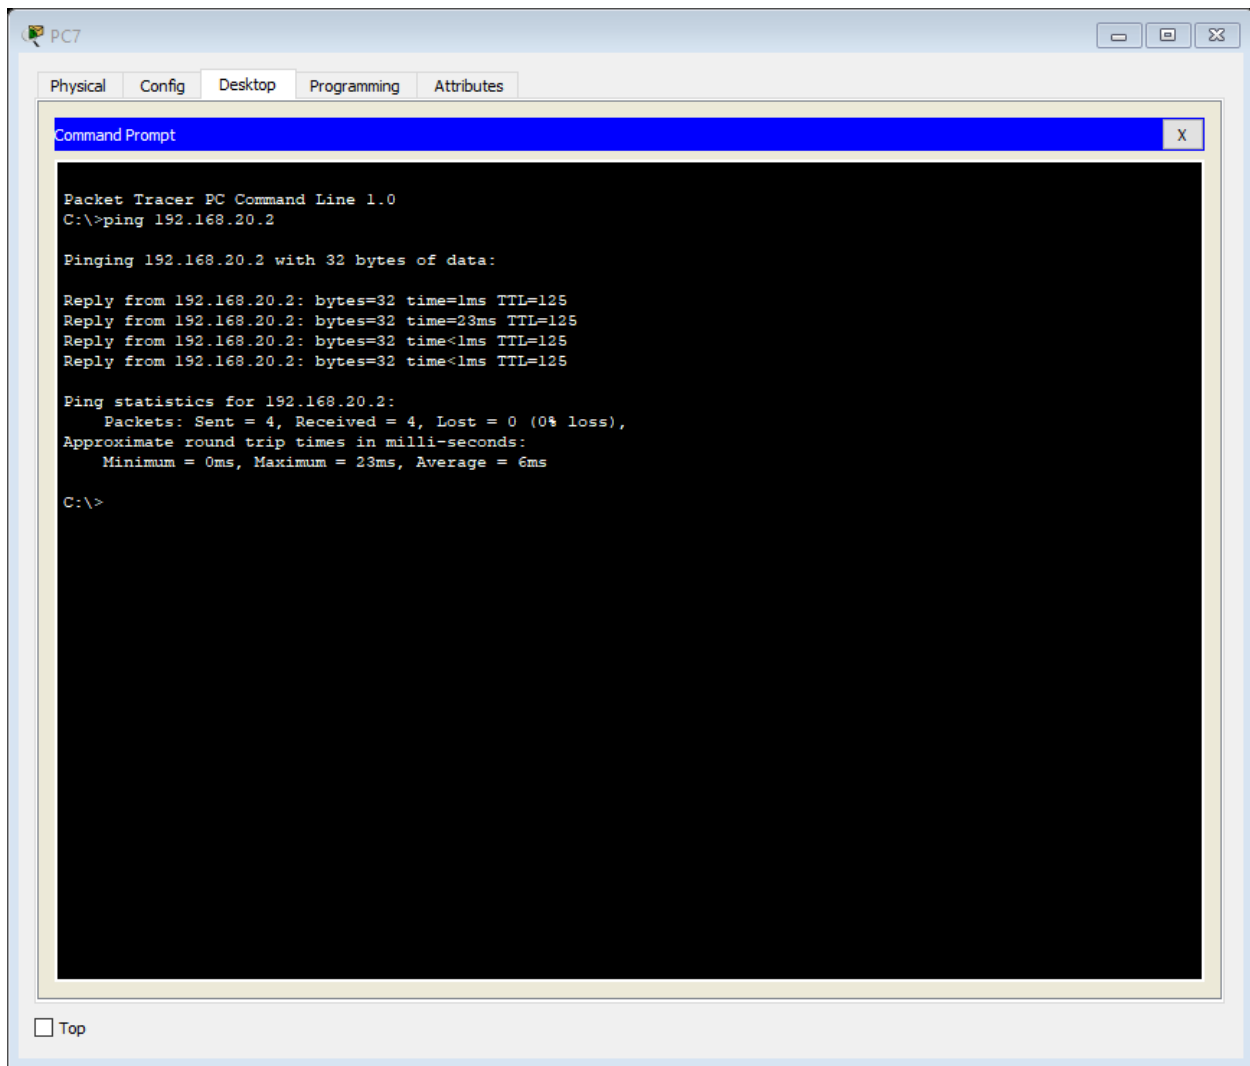 PC7
Physical Config Desktop Programming Attributes
Command Prompt
X
Packet Tracer PC Command Line 1.0
C:\>ping 192.168.20.2
Pinging 192.168.20.2 with 32 bytes of data:
Reply from 192.168.20.2: bytes=32 time=1ms TTL=125
Reply from 192.168.20.2: bytes=32 time=23ms TTL=125
Reply from 192.168.20.2: bytes=32 time<1ms TTL=125
Reply from 192.168.20.2: bytes=32 time<1ms TTL=125
Ping statistics for 192.168.20.2:
    Packets: Sent = 4, Received = 4, Lost = 0 (0% loss),
Approximate round trip times in milli-seconds:
    Minimum = 0ms, Maximum = 23ms, Average = 6ms
C:\>
Top